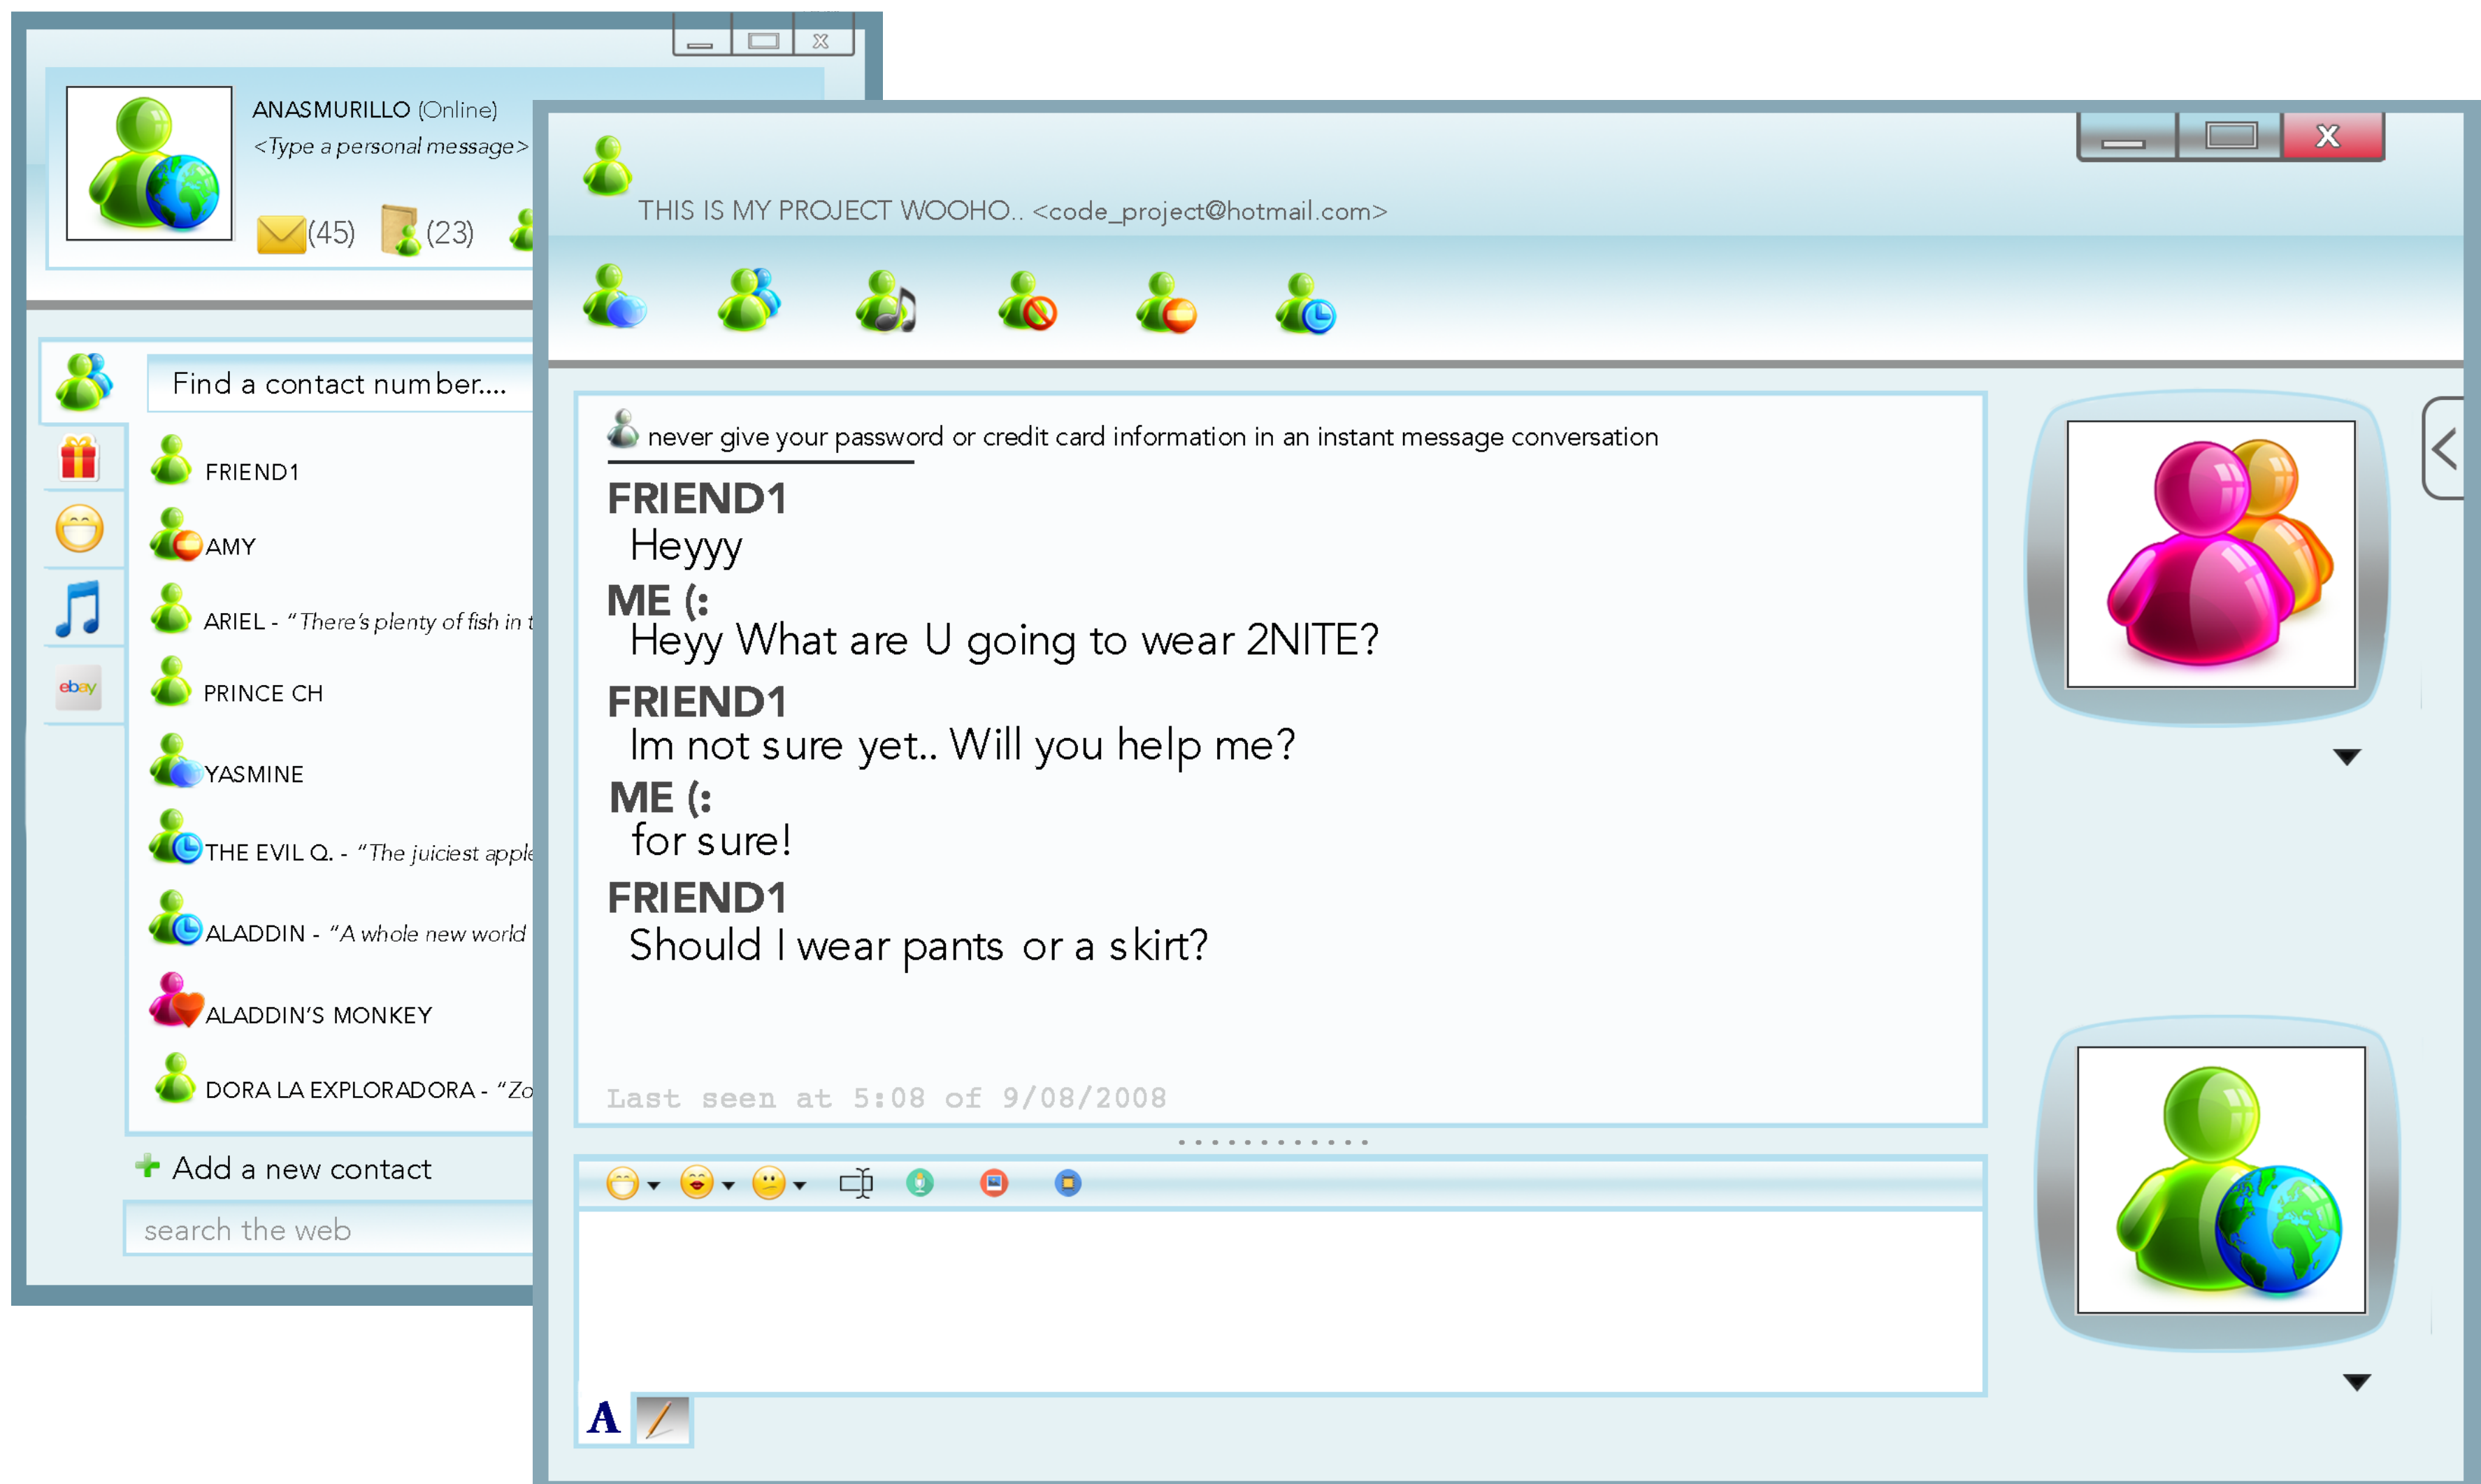 ANASMURILLO (Online)
<Type a personal message>
(45) (23)
Find a contact number....
FRIEND1
AMY
ARIEL - “There’s plenty of fish in t
PRINCE CH
ebay
YASMINE
THE EVIL Q. - “The juiciest apple
ALADDIN - “A whole new world
ALADDIN’S MONKEY
DORA LA EXPLORADORA - “Zo
Add a new contact
search the web
X
THIS IS MY PROJECT WOOHO.. <code_project@hotmail.com>
X
never give your password or credit card information in an instant message conversation
FRIEND1
Heyyy
ME (:
Heyy What are U going to wear 2NITE?
FRIEND1
Im not sure yet.. Will you help me?
ME (:
for sure!
FRIEND1
Should I wear pants or a skirt?
Last seen at 5:08 of 9/08/2008
A